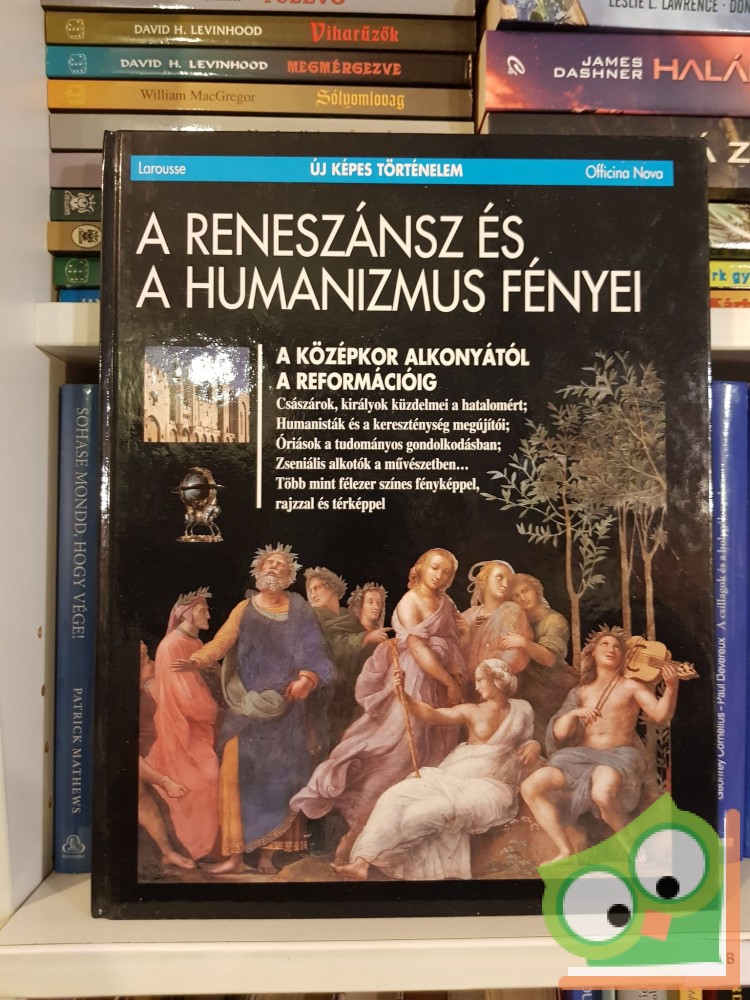 DAVID H. LEVINHOOD Viharűzők
DAVID H. LEVINHOOD MEGMÉRGEZVE
William MacGregor Sólyomlovag
LESLIE L. LAWRENCE
JAMES
DASHNER
Larousse ÚJ KÉPES TÖRTÉNELEM Officina Nova
A RENESZÁNSZ ÉS
A HUMANIZMUS FÉNYEI
A KÖZÉPKOR ALKONYÁTÓL
A REFORMÁCIÓIG
Császárok, királyok küzdelmei a hatalomért;
Humanisták és a kereszténység megújítói;
Óriások a tudományos gondolkodásban;
Zseniális alkotók a művészetben...
Több mint félezer színes fényképpel,
rajzzal és térképpel
SOHASE MONDD, HOGY VÉGE! PATRICK MATHEWS
Geoffrey Cornelius - Paul Devereux A csillagok és a